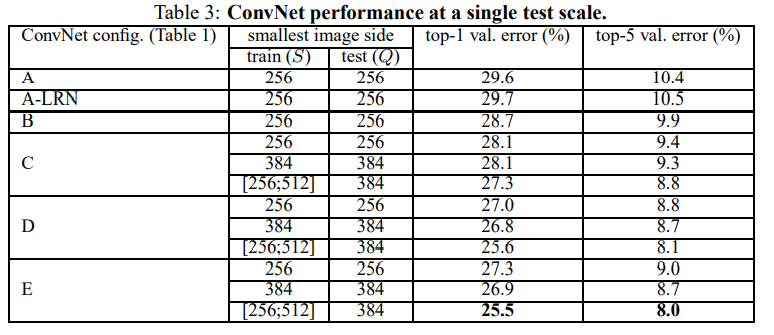 Table 3: ConvNet performance at a single test scale.
ConvNet config. (Table 1) smallest image side top-1 val. error (%) top-5 val. error (%)
train (S) test (Q)
A 256 256 29.6 10.4
A-LRN 256 256 29.7 10.5
B 256 256 28.7 9.9
C 256 256 28.1 9.4
384 384 28.1 9.3
[256;512] 384 27.3 8.8
D 256 256 27.0 8.8
384 384 26.8 8.7
[256;512] 384 25.6 8.1
E 256 256 27.3 9.0
384 384 26.9 8.7
[256;512] 384 25.5 8.0